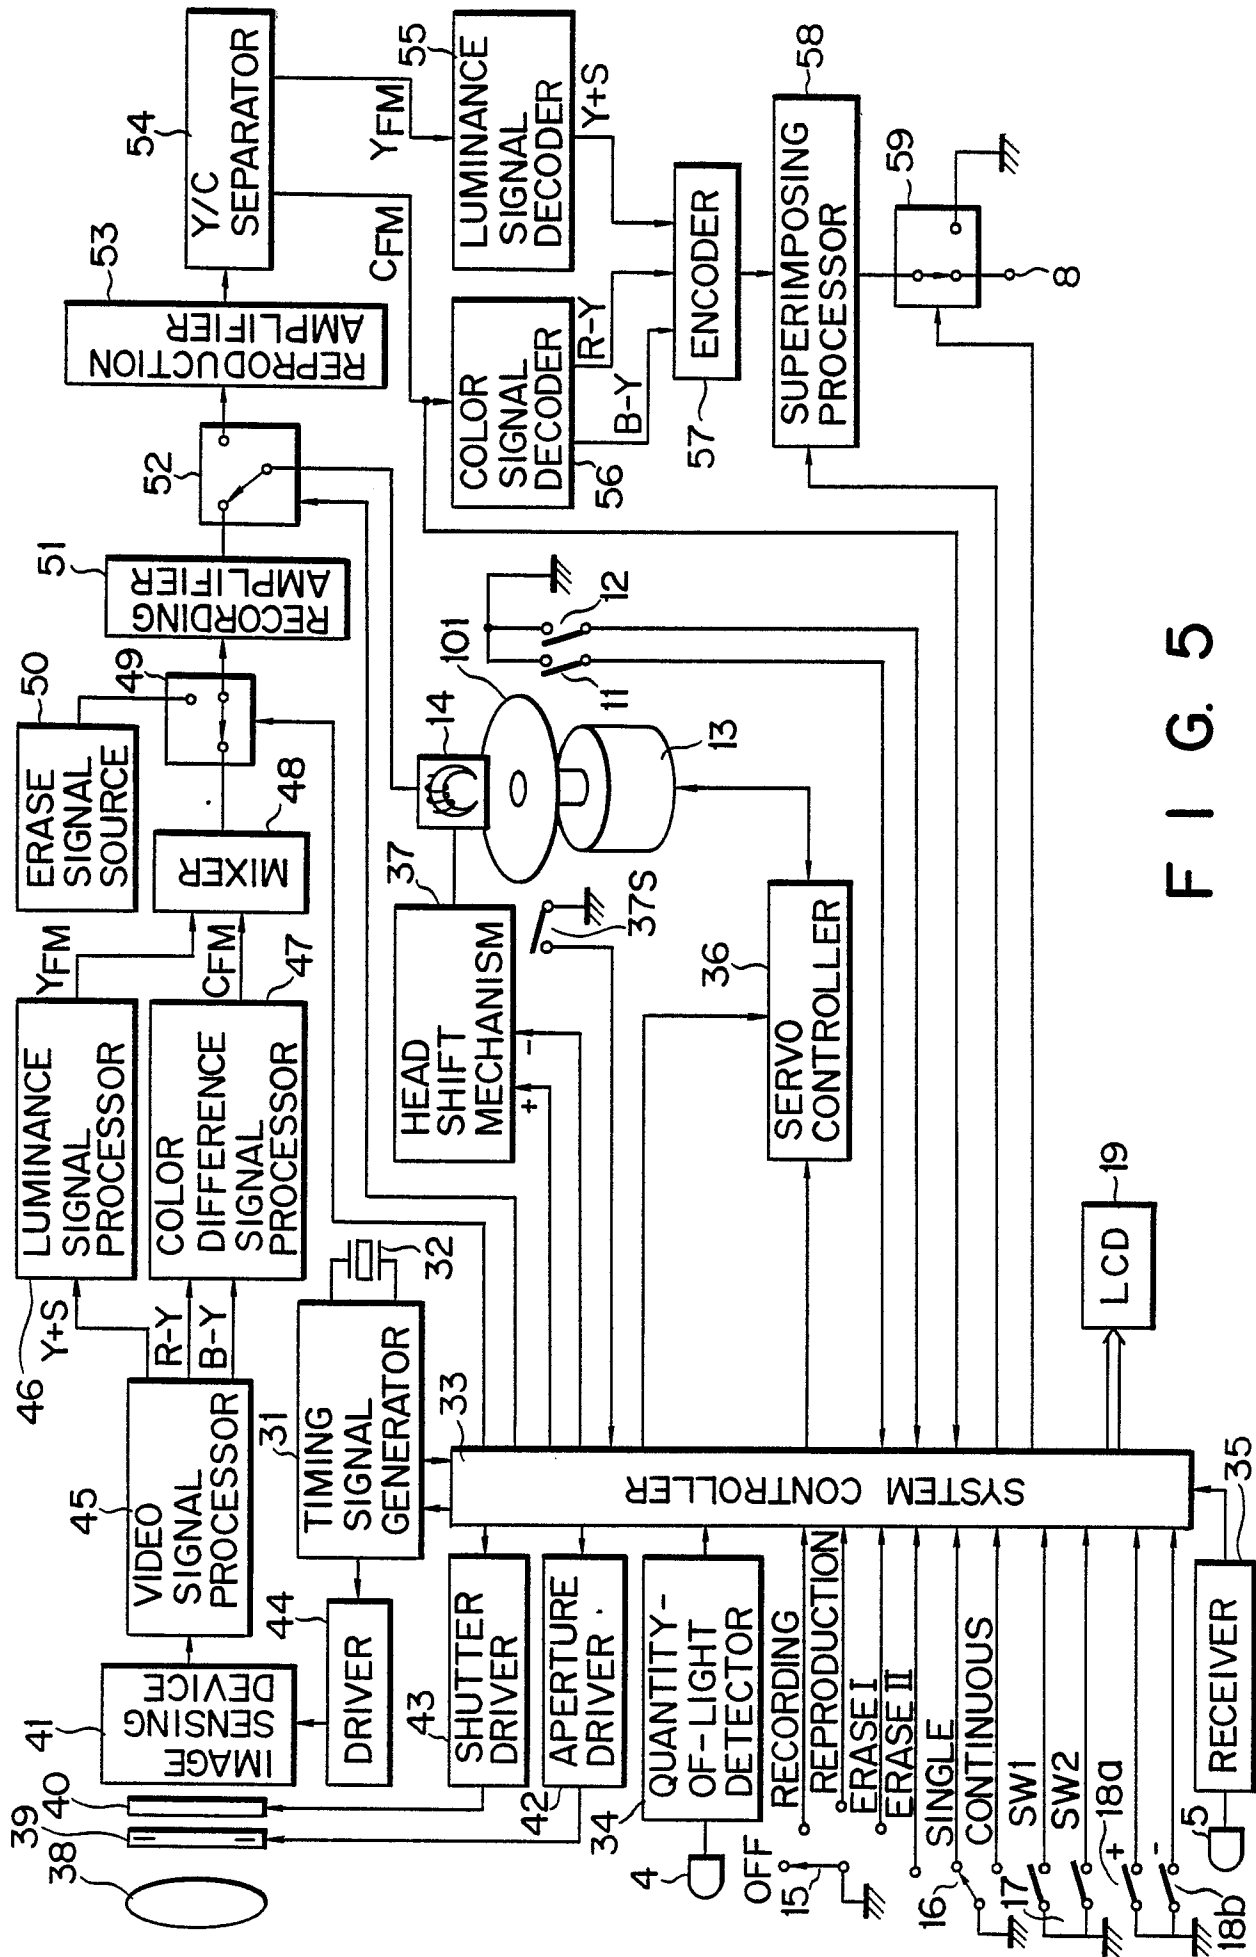 38
39
40
41
IMAGE
SENSING
DEVICE
45
VIDEO
SIGNAL
PROCESSOR
Y+S
R-Y
B-Y
46
LUMINANCE
SIGNAL
PROCESSOR
COLOR
DIFFERENCE
SIGNAL
PROCESSOR
47
YFM
CFM
ERASE
SIGNAL
SOURCE
50
MIXER
48
49
51
RECORDING
AMPLIFIER
52
53
REPRODUCTION
AMPLIFIER
54
Y/C
SEPARATOR
YFM
CFM
55
LUMINANCE
SIGNAL
DECODER
Y+S
COLOR
SIGNAL
DECODER
56
R-Y
B-Y
57
ENCODER
58
SUPERIMPOSING
PROCESSOR
59
8
44
DRIVER
31
TIMING
SIGNAL
GENERATOR
32
43
SHUTTER
DRIVER
42
APERTURE
DRIVER
34
QUANTITY-
OF-LIGHT
DETECTOR
4
33
SYSTEM CONTROLLER
37
HEAD
SHIFT
MECHANISM
+
-
37S
14
101
13
11
12
36
SERVO
CONTROLLER
OFF
15
RECORDING
REPRODUCTION
ERASE I
ERASE II
16
SINGLE
CONTINUOUS
17
SW1
SW2
18a
+
-
18b
5
RECEIVER
35
LCD
19
FIG. 5